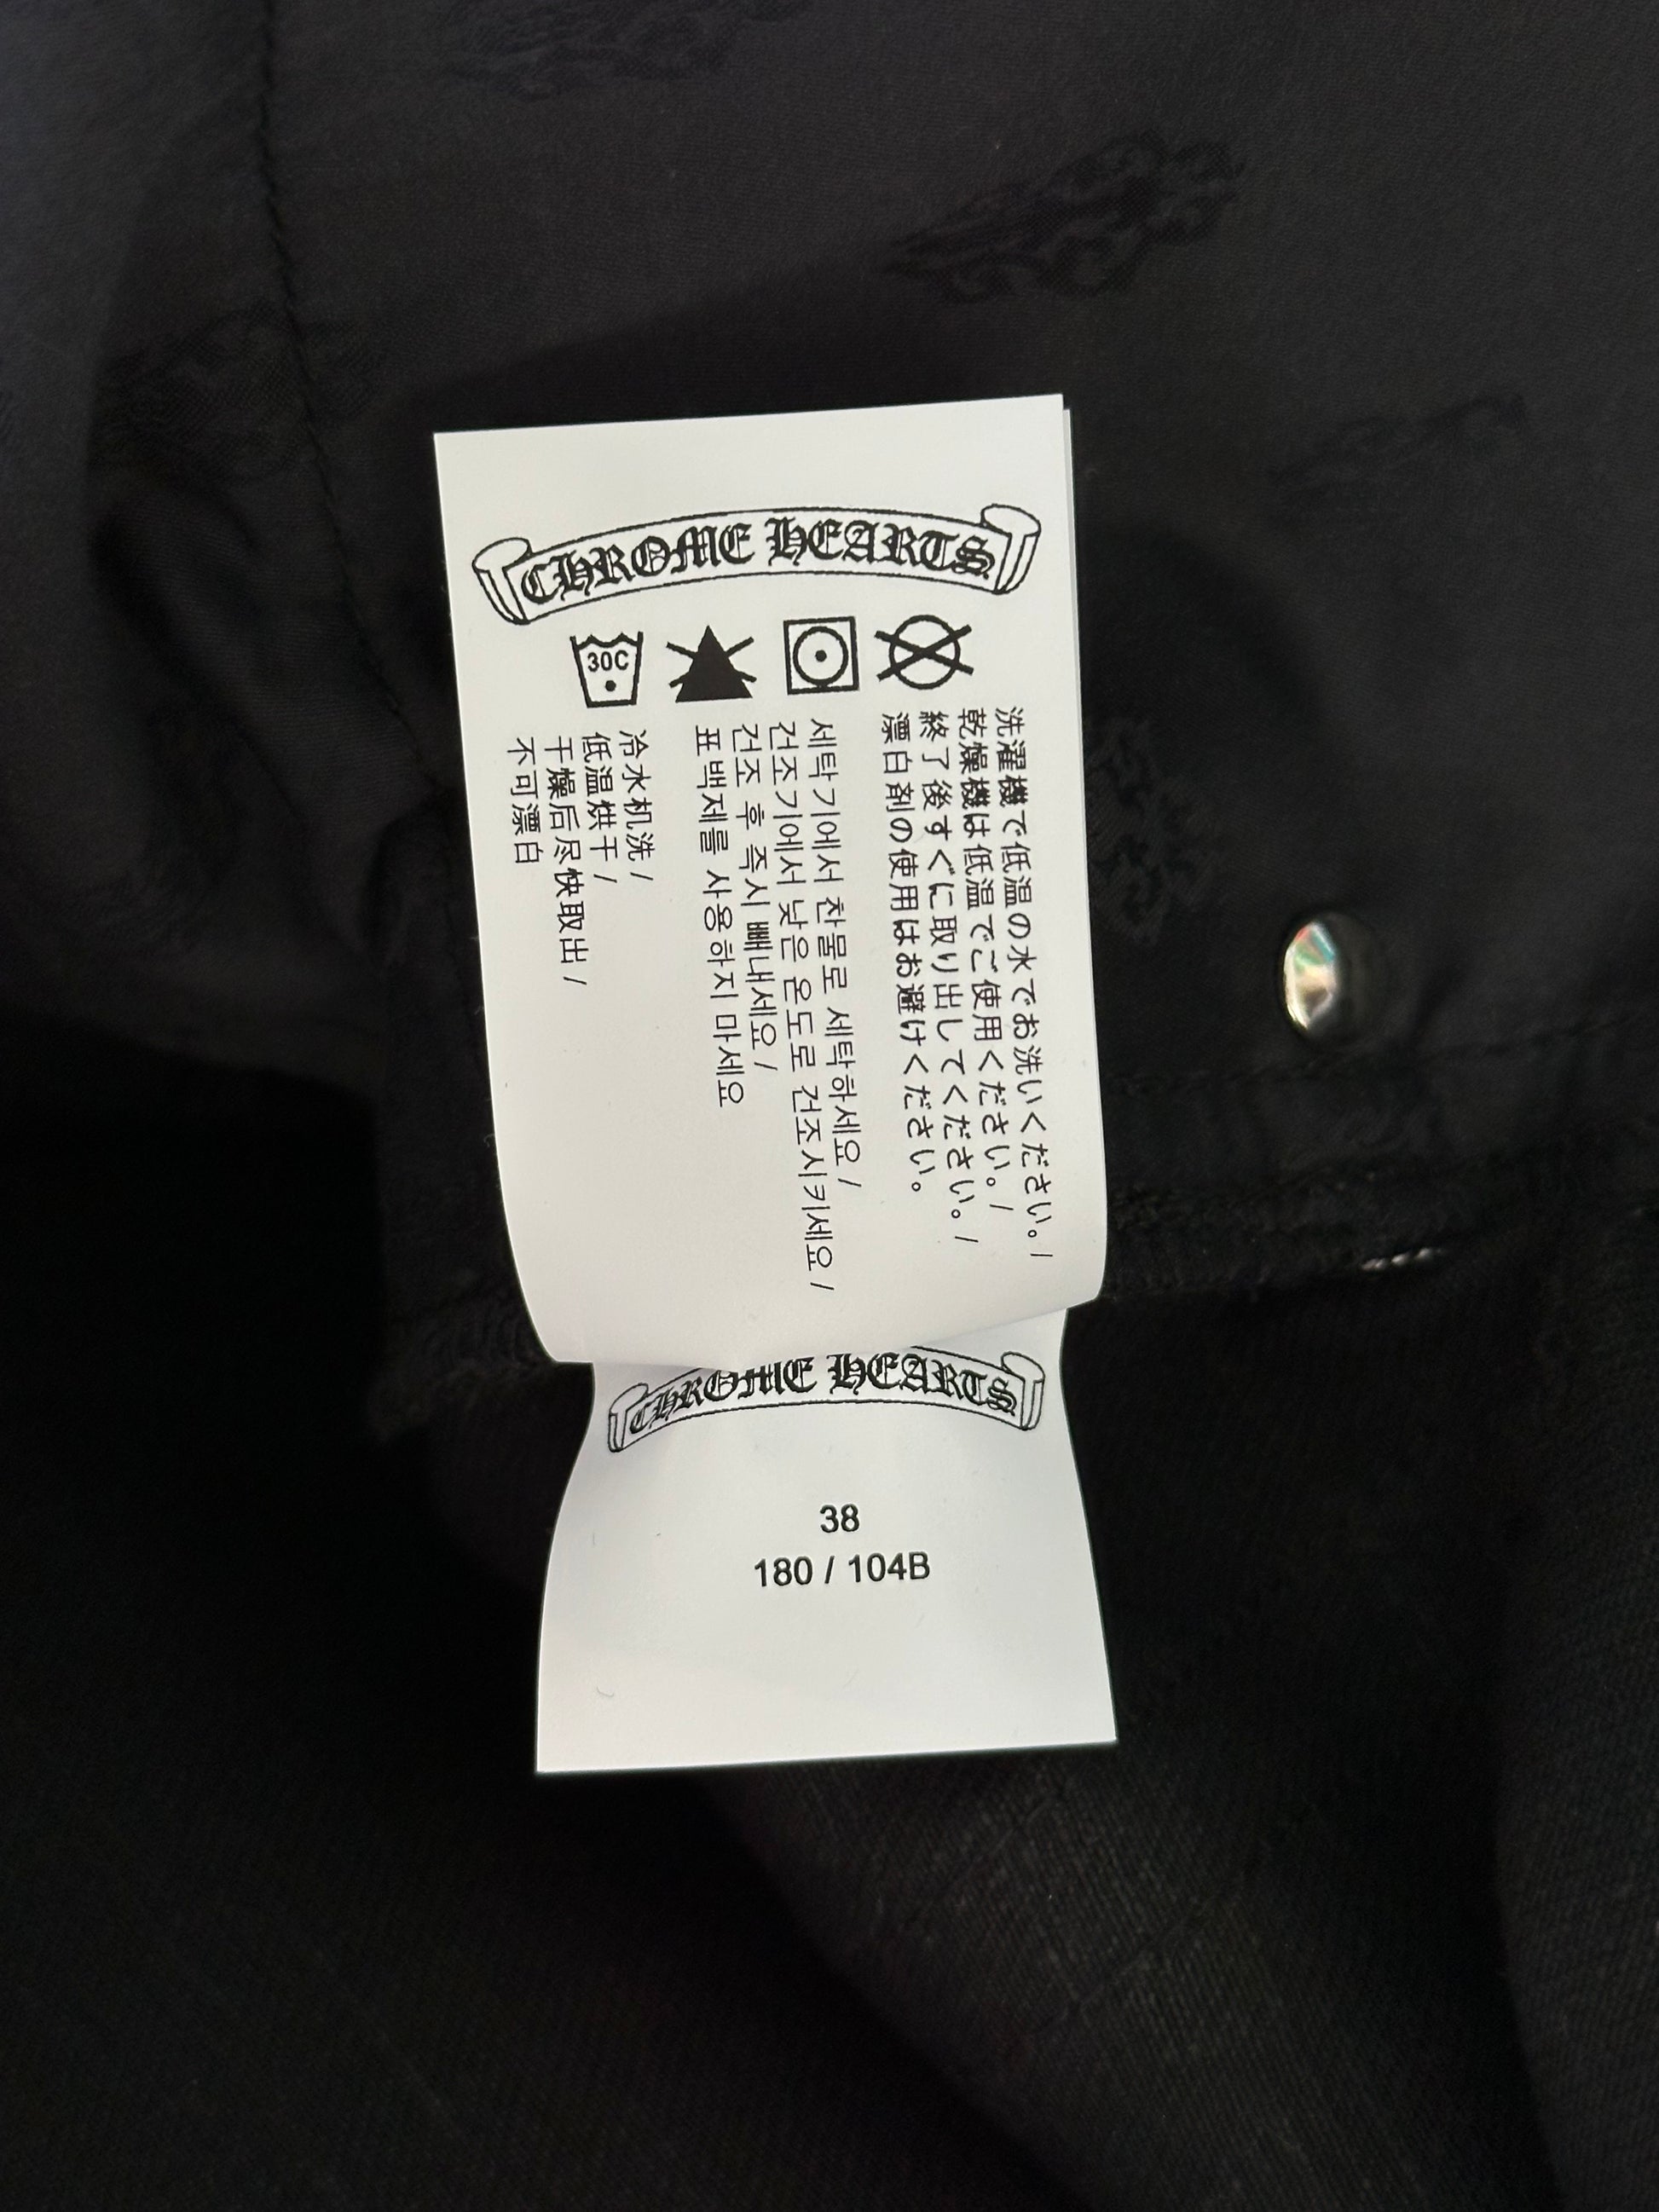 CHROME HEARTS
30C
洗濯機で低温の水でお洗いください。/
乾燥機は低温でご使用ください。/
終了後すぐに取り出してください。/
漂白剤の使用はお避けください。
세탁기에서 찬물로 세탁하세요 /
건조기에서 낮은 온도로 건조시키세요 /
건조 후 즉시 빼내세요 /
표백제를 사용하지 마세요
冷水机洗 /
低温烘干 /
干燥后尽快取出 /
不可漂白
CHROME HEARTS
38
180 / 104B